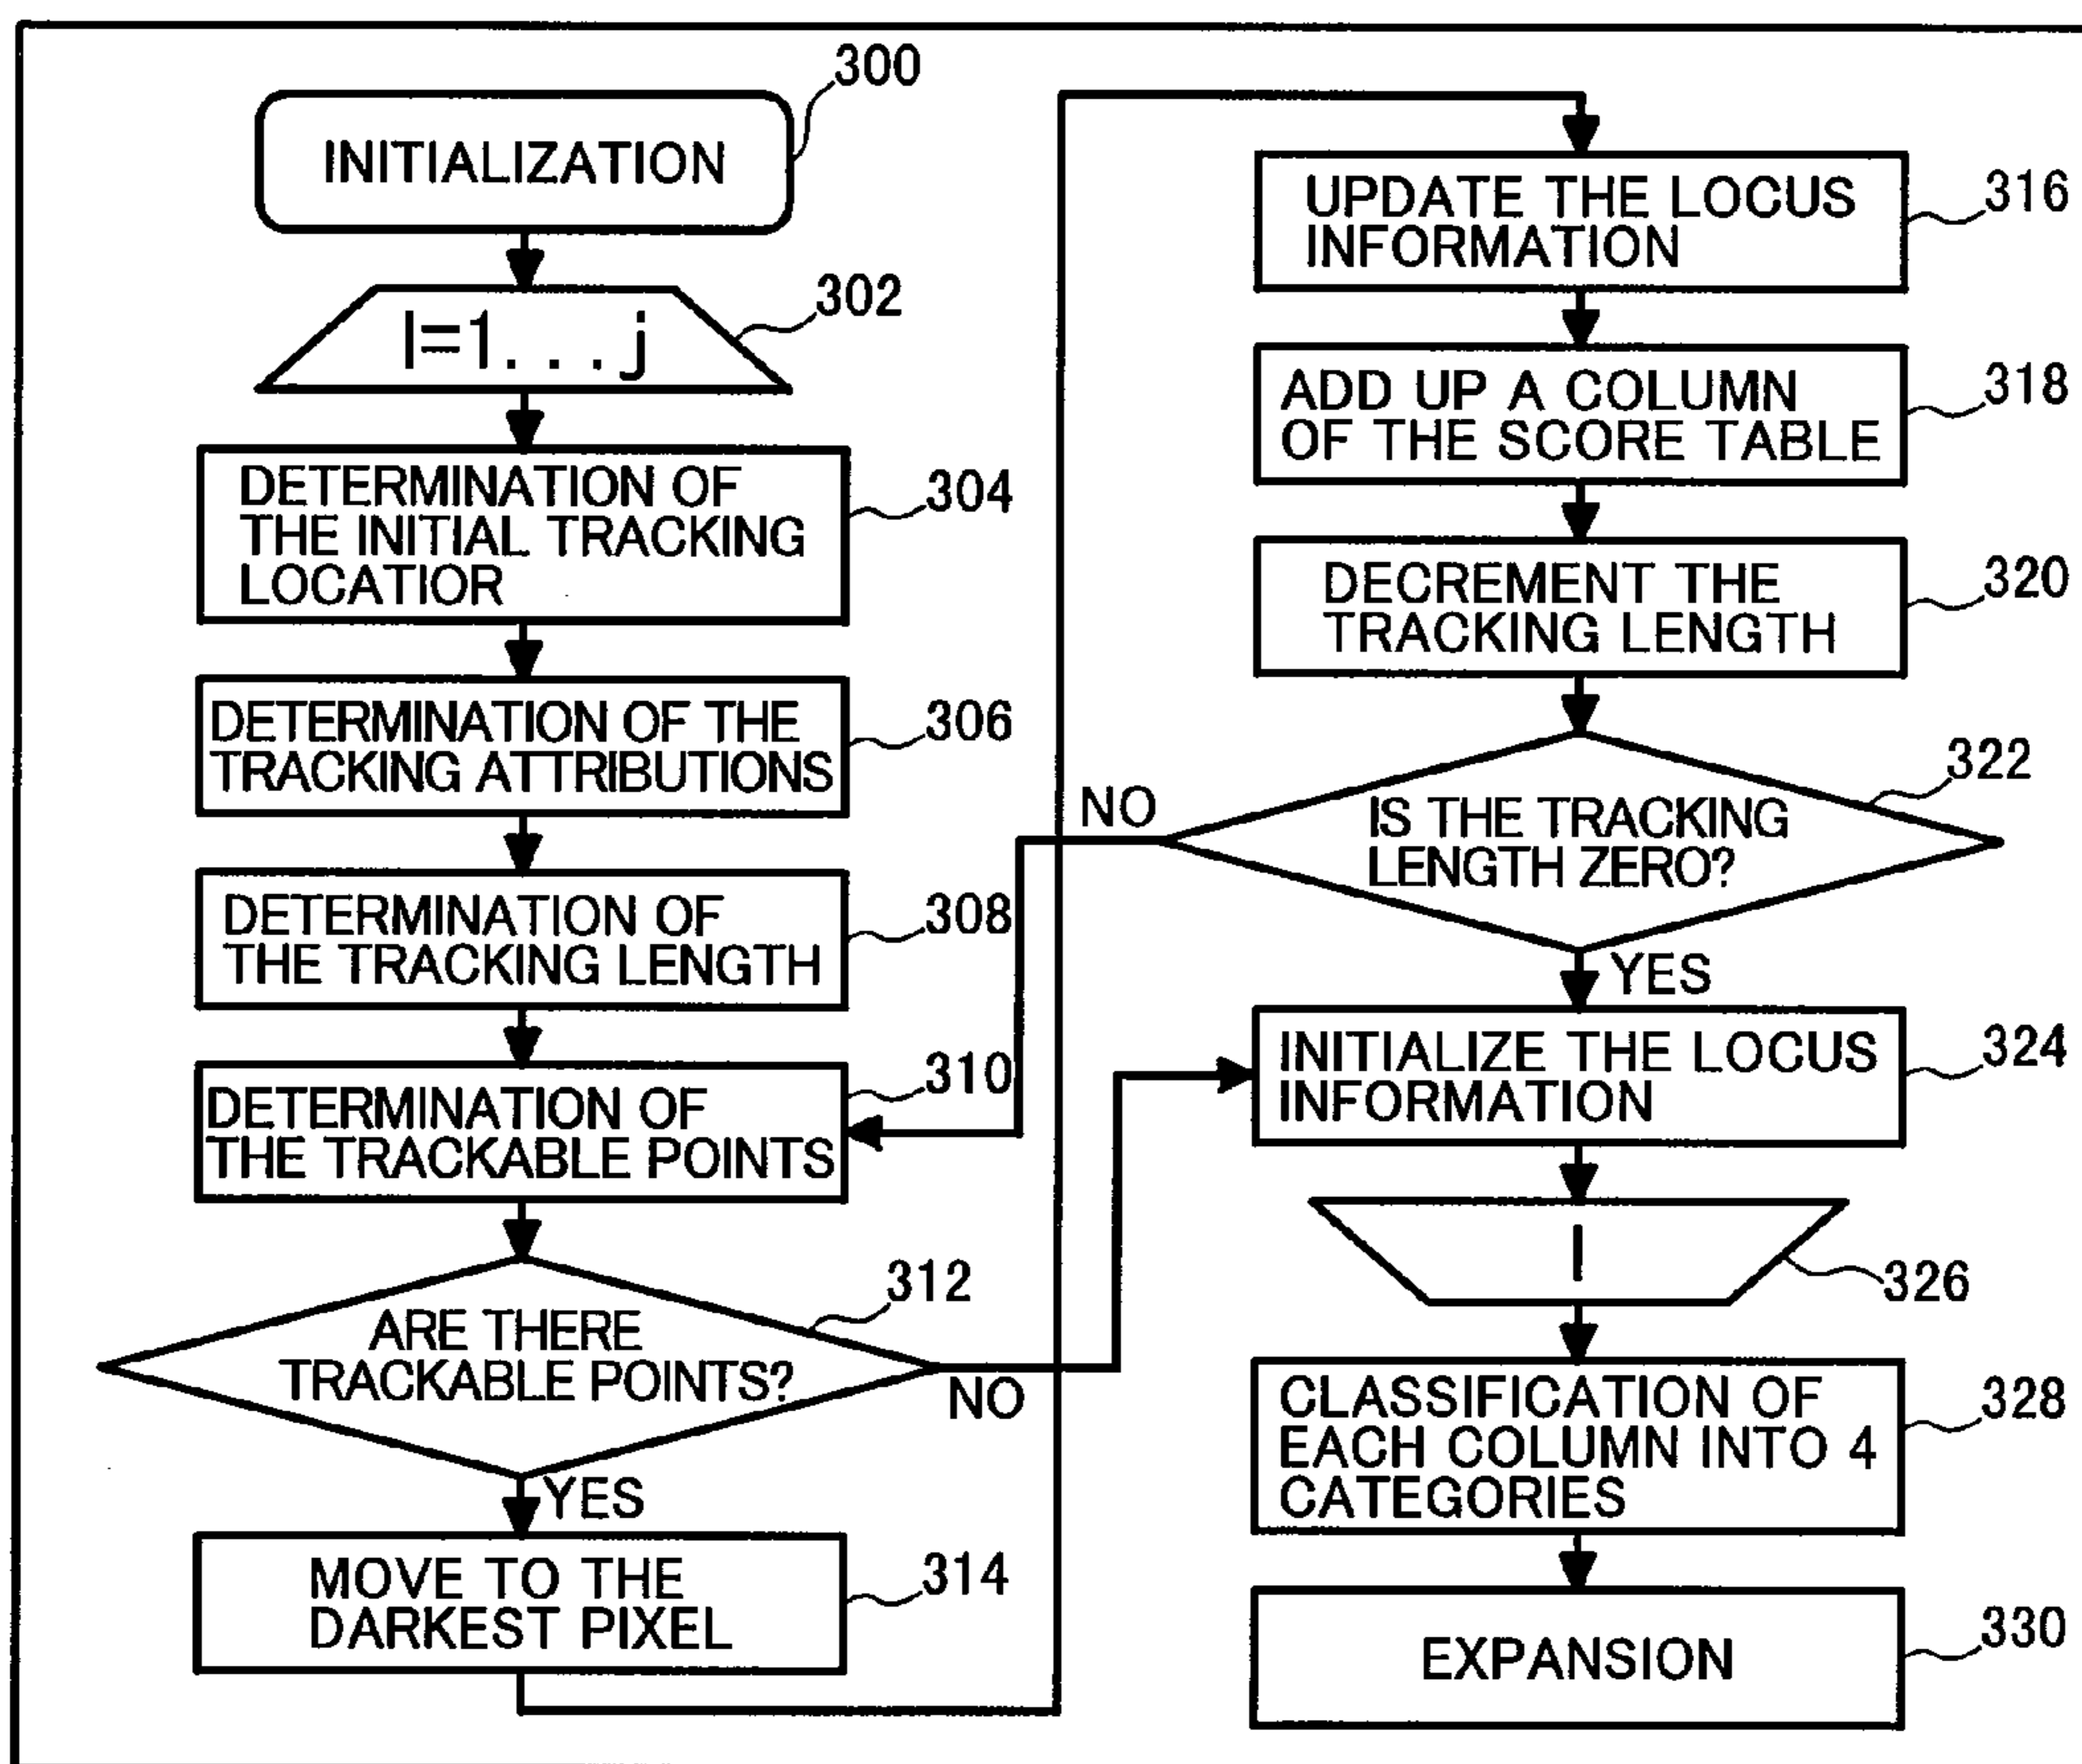 300
INITIALIZATION
302
I=1...j
DETERMINATION OF
THE INITIAL TRACKING
LOCATIOR
304
DETERMINATION OF THE
TRACKING ATTRIBUTIONS
306
DETERMINATION OF
THE TRACKING LENGTH
308
DETERMINATION OF
THE TRACKABLE POINTS
310
312
ARE THERE
TRACKABLE POINTS?
NO
YES
MOVE TO THE
DARKEST PIXEL
314
UPDATE THE LOCUS
INFORMATION
316
ADD UP A COLUMN
OF THE SCORE TABLE
318
DECREMENT THE
TRACKING LENGTH
320
322
NO
IS THE TRACKING
LENGTH ZERO?
YES
INITIALIZE THE LOCUS
INFORMATION
324
I
326
CLASSIFICATION OF
EACH COLUMN INTO 4
CATEGORIES
328
EXPANSION
330